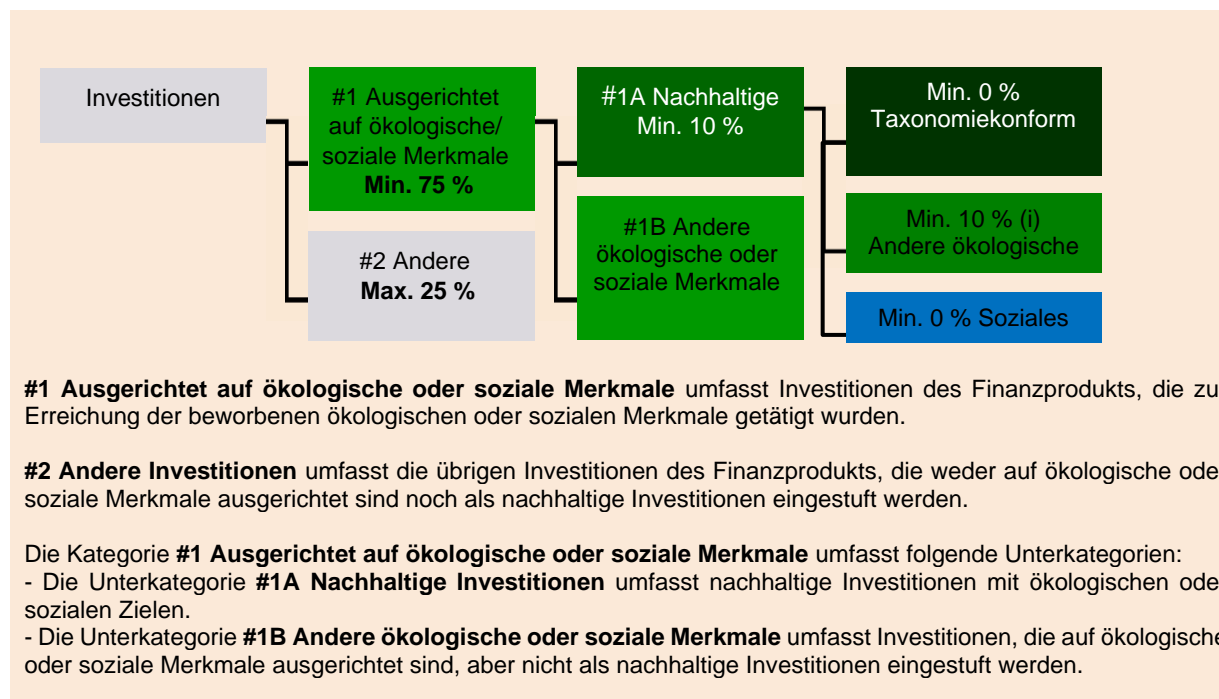 Investitionen
#1 Ausgerichtet
auf ökologische/
soziale Merkmale
Min. 75 %
#2 Andere
Max. 25 %
#1A Nachhaltige
Min. 10 %
#1B Andere
ökologische oder
soziale Merkmale
Min. 0 %
Taxonomiekonform
Min. 10 % (i)
Andere ökologische
Min. 0 % Soziales
#1 Ausgerichtet auf ökologische oder soziale Merkmale umfasst Investitionen des Finanzprodukts, die zu
Erreichung der beworbenen ökologischen oder sozialen Merkmale getätigt wurden.
#2 Andere Investitionen umfasst die übrigen Investitionen des Finanzprodukts, die weder auf ökologische ode
soziale Merkmale ausgerichtet sind noch als nachhaltige Investitionen eingestuft werden.
Die Kategorie #1 Ausgerichtet auf ökologische oder soziale Merkmale umfasst folgende Unterkategorien:
- Die Unterkategorie #1A Nachhaltige Investitionen umfasst nachhaltige Investitionen mit ökologischen ode
sozialen Zielen.
- Die Unterkategorie #1B Andere ökologische oder soziale Merkmale umfasst Investitionen, die auf ökologische
oder soziale Merkmale ausgerichtet sind, aber nicht als nachhaltige Investitionen eingestuft werden.